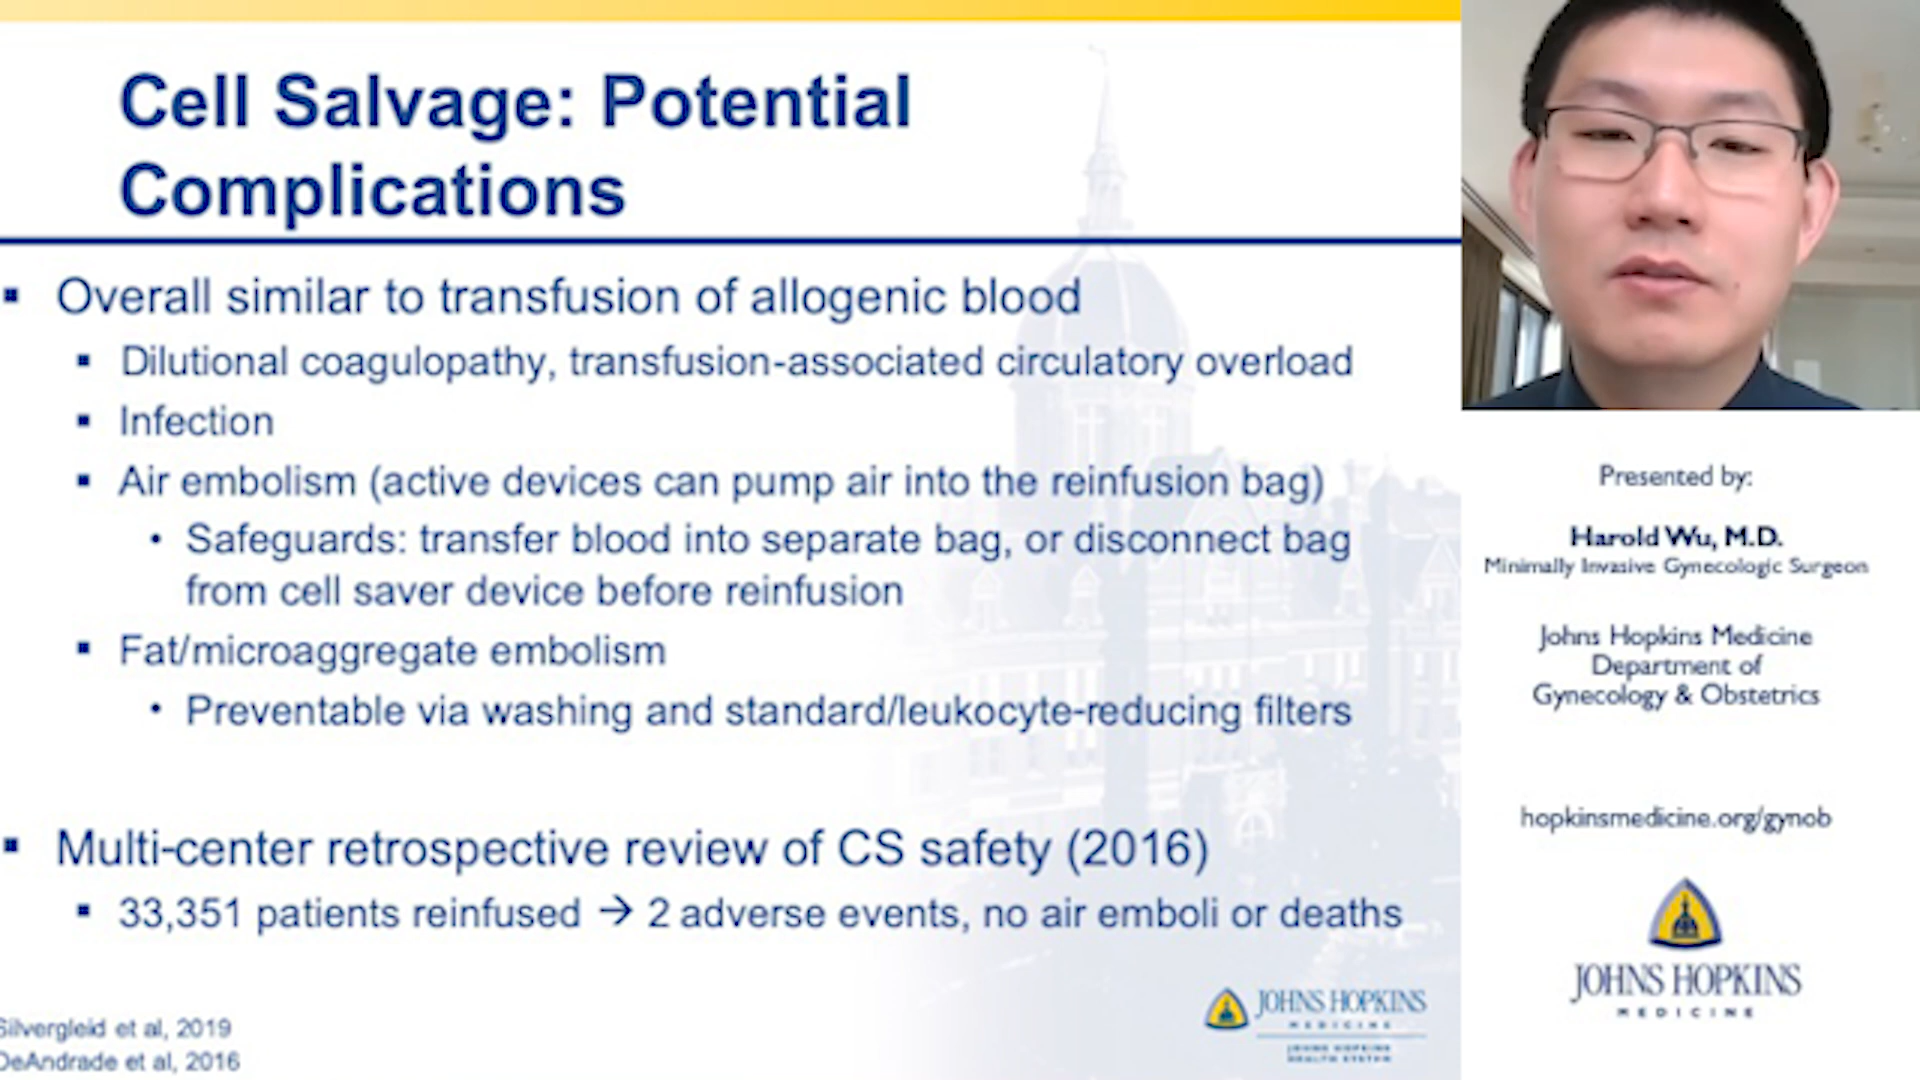 Cell Salvage: Potential
Complications
▪ Overall similar to transfusion of allogenic blood
▪ Dilutional coagulopathy, transfusion-associated circulatory overload
▪ Infection
▪ Air embolism (active devices can pump air into the reinfusion bag)
• Safeguards: transfer blood into separate bag, or disconnect bag
from cell saver device before reinfusion
▪ Fat/microaggregate embolism
• Preventable via washing and standard/leukocyte-reducing filters
▪ Multi-center retrospective review of CS safety (2016)
▪ 33,351 patients reinfused → 2 adverse events, no air emboli or deaths
Silvergleid et al, 2019
DeAndrade et al, 2016
JOHNS HOPKINS
MEDICINE
JOHNS HOPKINS
HEALTH SYSTEM
Presented by:
Harold Wu, M.D.
Minimally Invasive Gynecologic Surgeon
Johns Hopkins Medicine
Department of
Gynecology & Obstetrics
hopkinsmedicine.org/gynob
JOHNS HOPKINS
MEDICINE